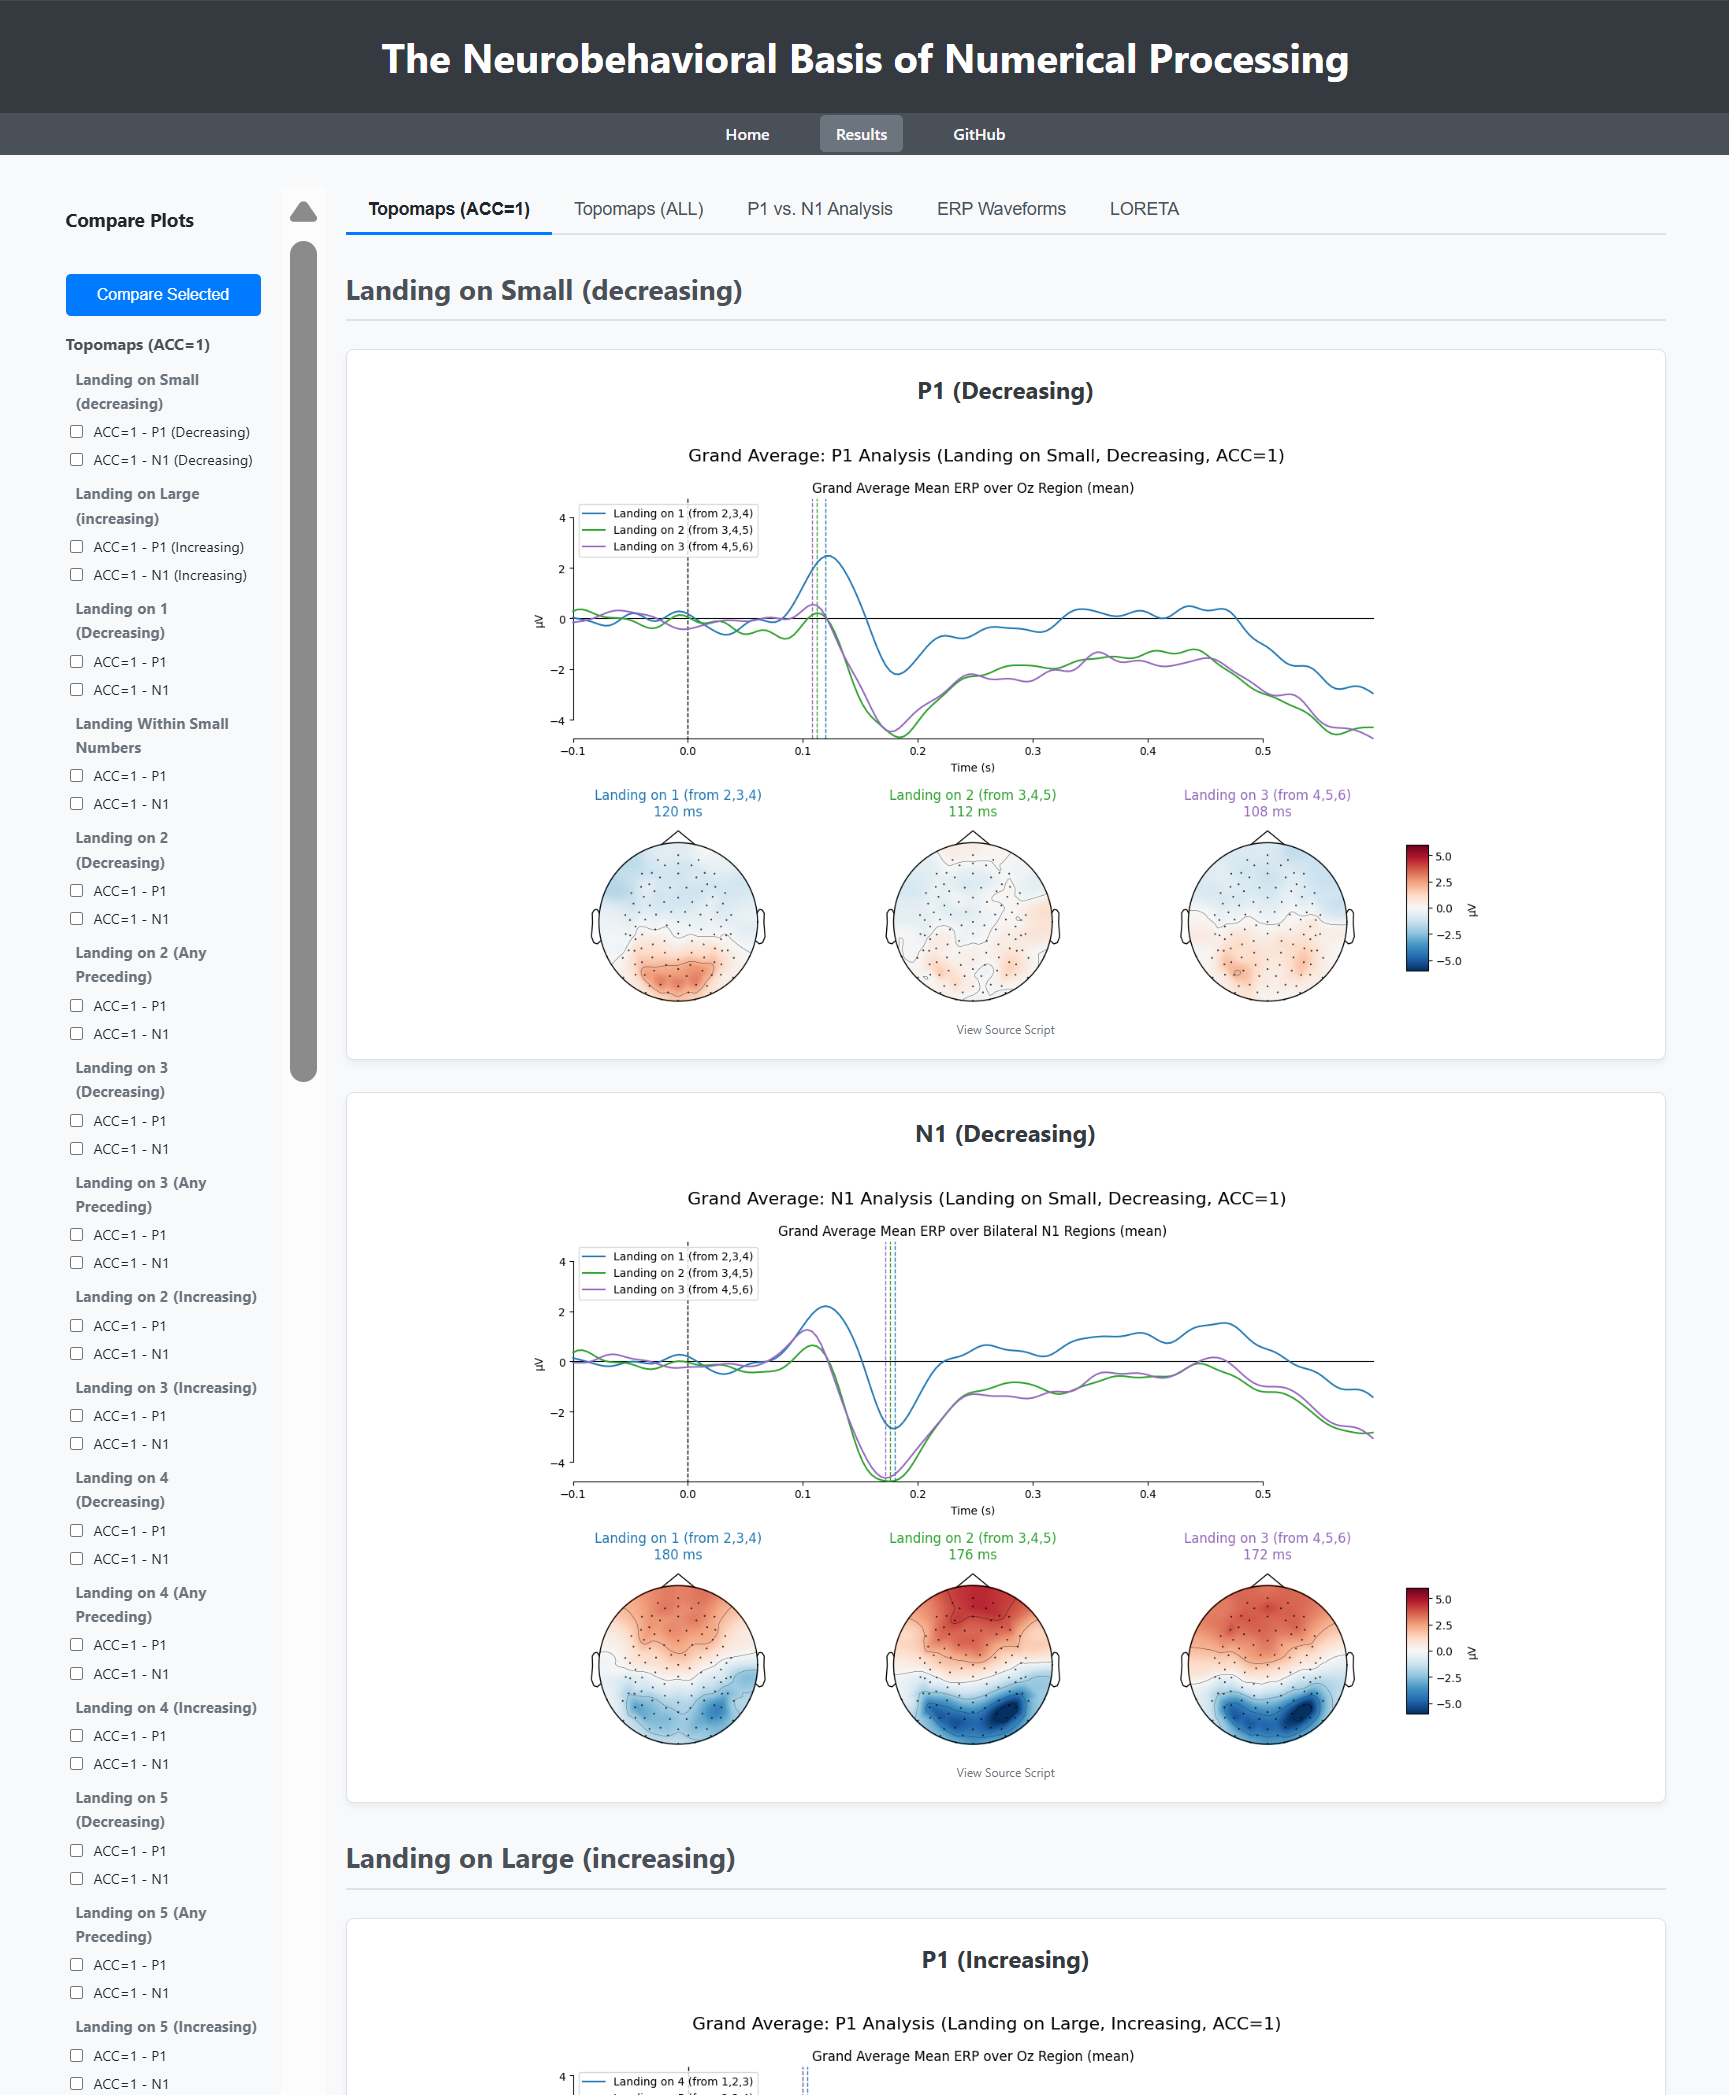 The Neurobehavioral Basis of Numerical Processing
Home
Results
GitHub
Compare Plots
Compare Selected
Topomaps (ACC=1)
Landing on Small
(decreasing)
ACC=1 - P1 (Decreasing)
ACC=1 - N1 (Decreasing)
Landing on Large
(increasing)
ACC=1 - P1 (Increasing)
ACC=1 - N1 (Increasing)
Landing on 1
(Decreasing)
ACC=1 - P1
ACC=1 - N1
Landing Within Small
Numbers
ACC=1 - P1
ACC=1 - N1
Landing on 2
(Decreasing)
ACC=1 - P1
ACC=1 - N1
Landing on 2 (Any
Preceding)
ACC=1 - P1
ACC=1 - N1
Landing on 3
(Decreasing)
ACC=1 - P1
ACC=1 - N1
Landing on 3 (Any
Preceding)
ACC=1 - P1
ACC=1 - N1
Landing on 2 (Increasing)
ACC=1 - P1
ACC=1 - N1
Landing on 3 (Increasing)
ACC=1 - P1
ACC=1 - N1
Landing on 4
(Decreasing)
ACC=1 - P1
ACC=1 - N1
Landing on 4 (Any
Preceding)
ACC=1 - P1
ACC=1 - N1
Landing on 4 (Increasing)
ACC=1 - P1
ACC=1 - N1
Landing on 5
(Decreasing)
ACC=1 - P1
ACC=1 - N1
Landing on 5 (Any
Preceding)
ACC=1 - P1
ACC=1 - N1
Landing on 5 (Increasing)
ACC=1 - P1
ACC=1 - N1
Topomaps (ACC=1)
Topomaps (ALL)
P1 vs. N1 Analysis
ERP Waveforms
LORETA
Landing on Small (decreasing)
P1 (Decreasing)
Grand Average: P1 Analysis (Landing on Small, Decreasing, ACC=1)
Grand Average Mean ERP over Oz Region (mean)
Landing on 1 (from 2,3,4)
Landing on 2 (from 3,4,5)
Landing on 3 (from 4,5,6)
4
2
0
−2
−4
µV
−0.1 0.0 0.1 0.2 0.3 0.4 0.5
Time (s)
Landing on 1 (from 2,3,4)
120 ms
Landing on 2 (from 3,4,5)
112 ms
Landing on 3 (from 4,5,6)
108 ms
5.0
2.5
0.0
−2.5
−5.0
µV
View Source Script
N1 (Decreasing)
Grand Average: N1 Analysis (Landing on Small, Decreasing, ACC=1)
Grand Average Mean ERP over Bilateral N1 Regions (mean)
Landing on 1 (from 2,3,4)
Landing on 2 (from 3,4,5)
Landing on 3 (from 4,5,6)
4
2
0
−2
−4
µV
−0.1 0.0 0.1 0.2 0.3 0.4 0.5
Time (s)
Landing on 1 (from 2,3,4)
180 ms
Landing on 2 (from 3,4,5)
176 ms
Landing on 3 (from 4,5,6)
172 ms
5.0
2.5
0.0
−2.5
−5.0
µV
View Source Script
Landing on Large (increasing)
P1 (Increasing)
Grand Average: P1 Analysis (Landing on Large, Increasing, ACC=1)
Grand Average Mean ERP over Oz Region (mean)
4
Landing on 4 (from 1,2,3)